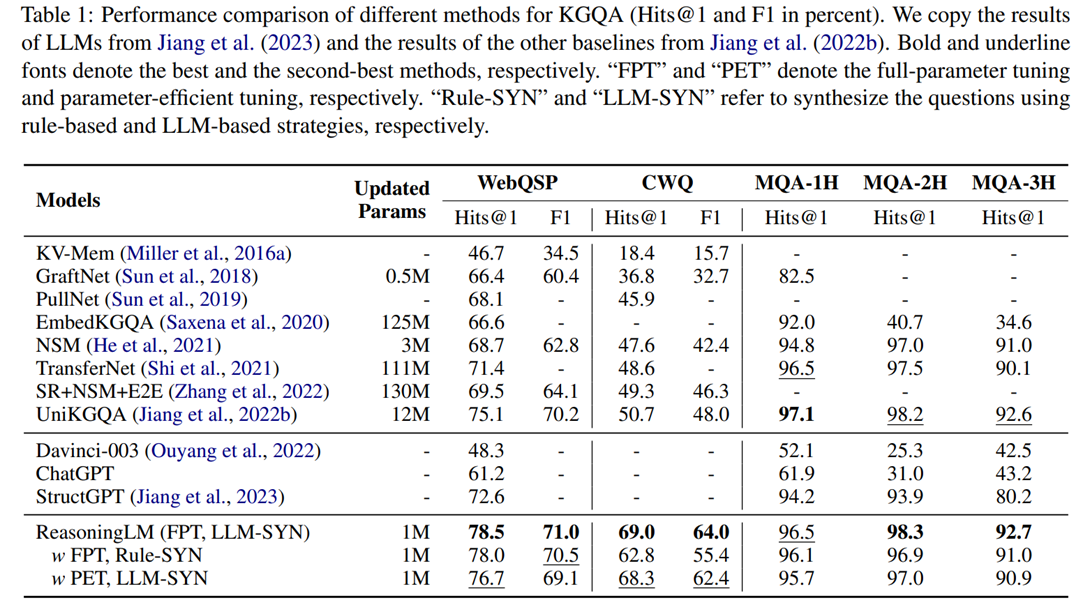 Table 1: Performance comparison of different methods for KGQA (Hits@1 and F1 in percent). We copy the results
of LLMs from Jiang et al. (2023) and the results of the other baselines from Jiang et al. (2022b). Bold and underline
fonts denote the best and the second-best methods, respectively. “FPT” and “PET” denote the full-parameter tuning
and parameter-efficient tuning, respectively. “Rule-SYN” and “LLM-SYN” refer to synthesize the questions using
rule-based and LLM-based strategies, respectively.
Models Updated Params WebQSP CWQ MQA-1H MQA-2H MQA-3H
Hits@1 F1 Hits@1 F1 Hits@1 Hits@1 Hits@1
KV-Mem (Miller et al., 2016a) - 46.7 34.5 18.4 15.7 - - -
GraftNet (Sun et al., 2018) 0.5M 66.4 60.4 36.8 32.7 82.5 - -
PullNet (Sun et al., 2019) - 68.1 - 45.9 - - - -
EmbedKGQA (Saxena et al., 2020) 125M 66.6 - - - 92.0 40.7 34.6
NSM (He et al., 2021) 3M 68.7 62.8 47.6 42.4 94.8 97.0 91.0
TransferNet (Shi et al., 2021) 111M 71.4 - 48.6 - 96.5 97.5 90.1
SR+NSM+E2E (Zhang et al., 2022) 130M 69.5 64.1 49.3 46.3 - - -
UniKGQA (Jiang et al., 2022b) 12M 75.1 70.2 50.7 48.0 97.1 98.2 92.6
Davinci-003 (Ouyang et al., 2022) - 48.3 - - - 52.1 25.3 42.5
ChatGPT - 61.2 - - - 61.9 31.0 43.2
StructGPT (Jiang et al., 2023) - 72.6 - - - 94.2 93.9 80.2
ReasoningLM (FPT, LLM-SYN) 1M 78.5 71.0 69.0 64.0 96.5 98.3 92.7
w FPT, Rule-SYN 1M 78.0 70.5 62.8 55.4 96.1 96.9 91.0
w PET, LLM-SYN 1M 76.7 69.1 68.3 62.4 95.7 97.0 90.9